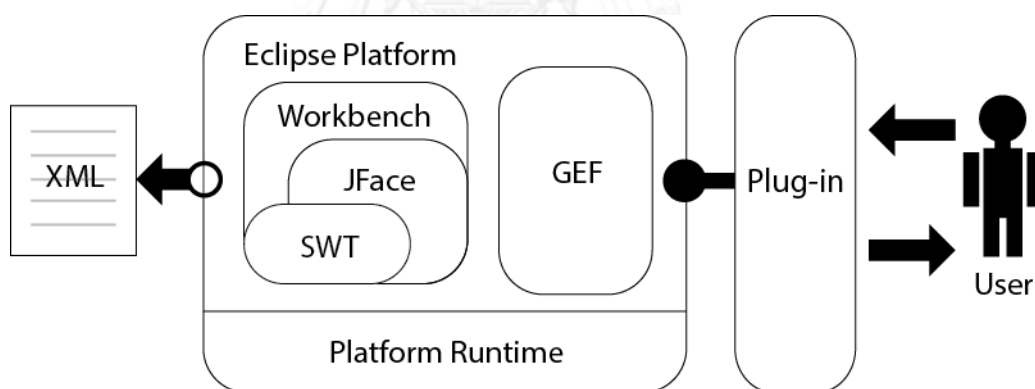 Eclipse Platform
Workbench
JFace
SWT
GEF
Platform Runtime
XML
Plug-in
User